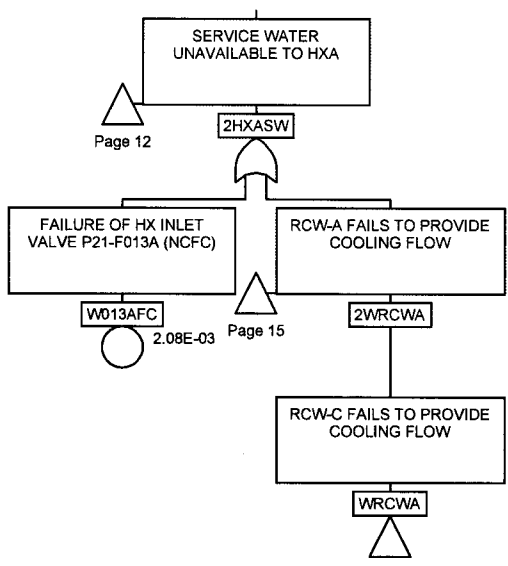 SERVICE WATER
UNAVAILABLE TO HXA
Page 12
2HXASW
FAILURE OF HX INLET
VALVE P21-F013A (NCFC)
W013AFC
2.08E-03
RCW-A FAILS TO PROVIDE
COOLING FLOW
Page 15
2WRCWA
RCW-C FAILS TO PROVIDE
COOLING FLOW
WRCWA